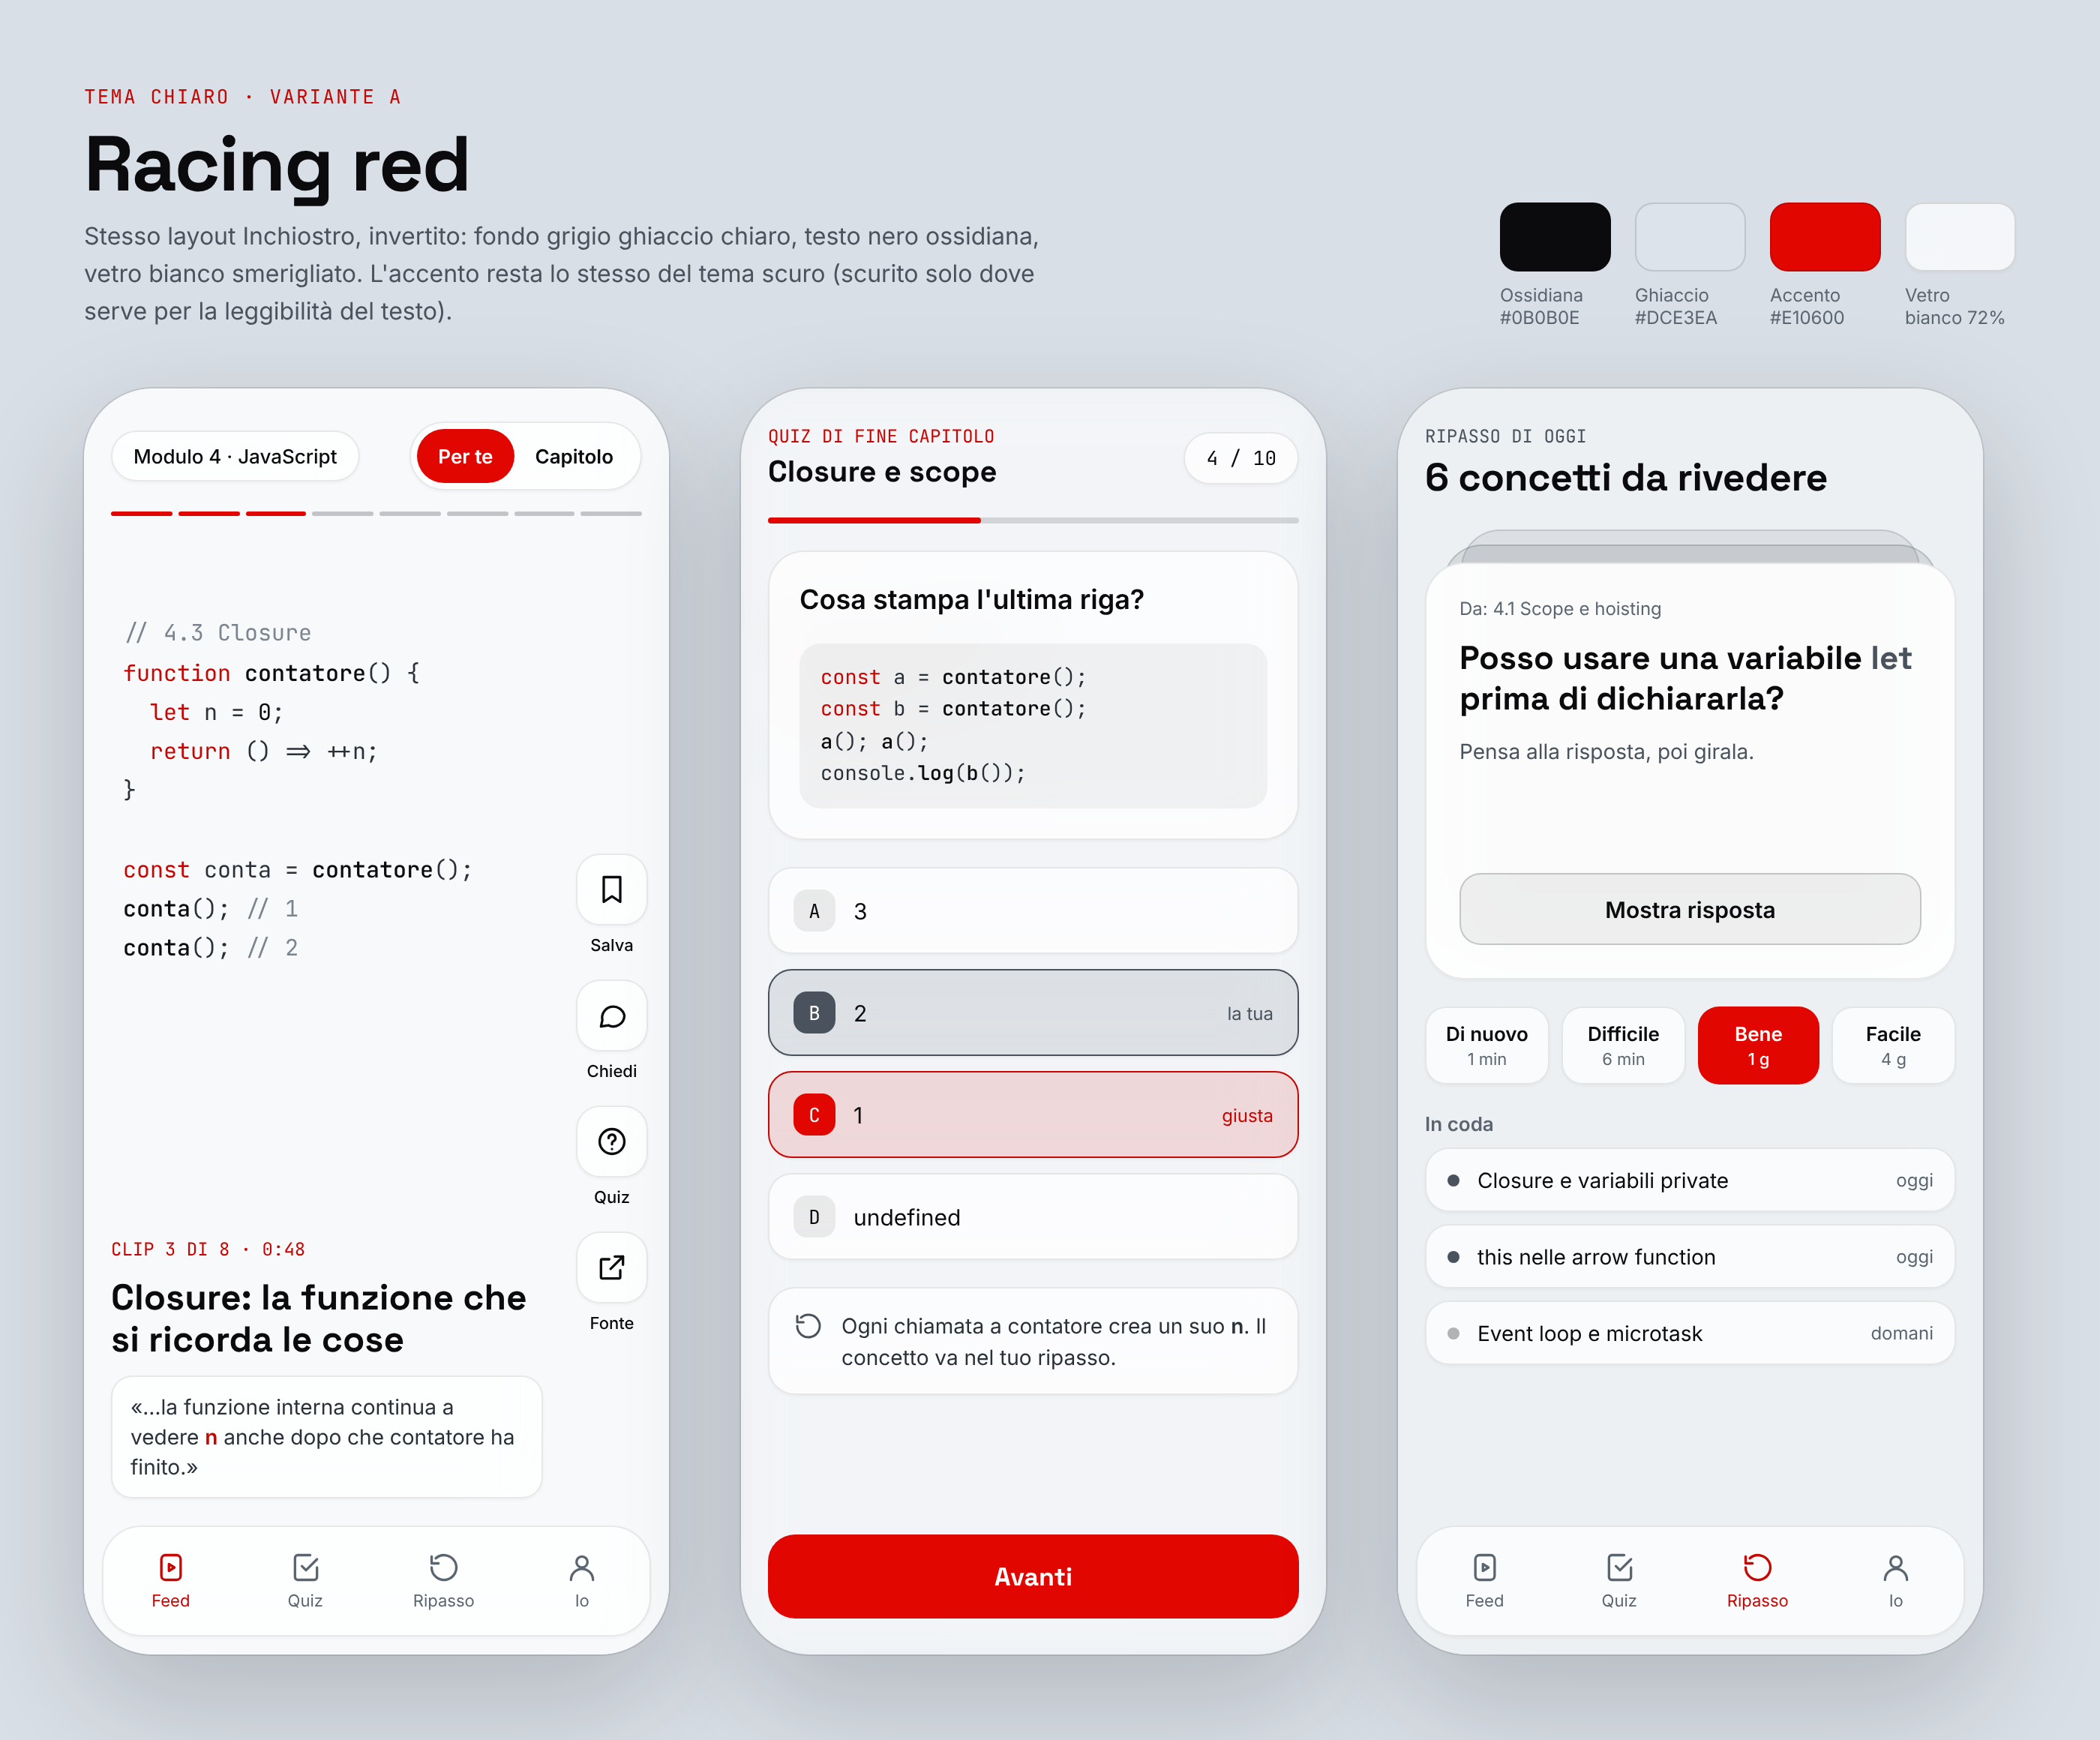 TEMA CHIARO · VARIANTE A
Racing red
Stesso layout Inchiostro, invertito: fondo grigio ghiaccio chiaro, testo nero ossidiana,
vetro bianco smerigliato. L'accento resta lo stesso del tema scuro (scurito solo dove
serve per la leggibilità del testo).
Ossidiana
#0B0B0E
Ghiaccio
#DCE3EA
Accento
#E10600
Vetro
bianco 72%
Modulo 4 · JavaScript
Per te
Capitolo
// 4.3 Closure
function contatore() {
  let n = 0;
  return () => ++n;
}
const conta = contatore();
conta(); // 1
conta(); // 2
Salva
Chiedi
Quiz
Fonte
CLIP 3 DI 8 · 0:48
Closure: la funzione che
si ricorda le cose
«…la funzione interna continua a
vedere n anche dopo che contatore ha
finito.»
Feed
Quiz
Ripasso
Io
QUIZ DI FINE CAPITOLO
Closure e scope
4 / 10
Cosa stampa l'ultima riga?
const a = contatore();
const b = contatore();
a(); a();
console.log(b());
A 3
B 2 la tua
C 1 giusta
D undefined
Ogni chiamata a contatore crea un suo n. Il
concetto va nel tuo ripasso.
Avanti
RIPASSO DI OGGI
6 concetti da rivedere
Da: 4.1 Scope e hoisting
Posso usare una variabile let
prima di dichiararla?
Pensa alla risposta, poi girala.
Mostra risposta
Di nuovo
1 min
Difficile
6 min
Bene
1 g
Facile
4 g
In coda
Closure e variabili private oggi
this nelle arrow function oggi
Event loop e microtask domani
Feed
Quiz
Ripasso
Io